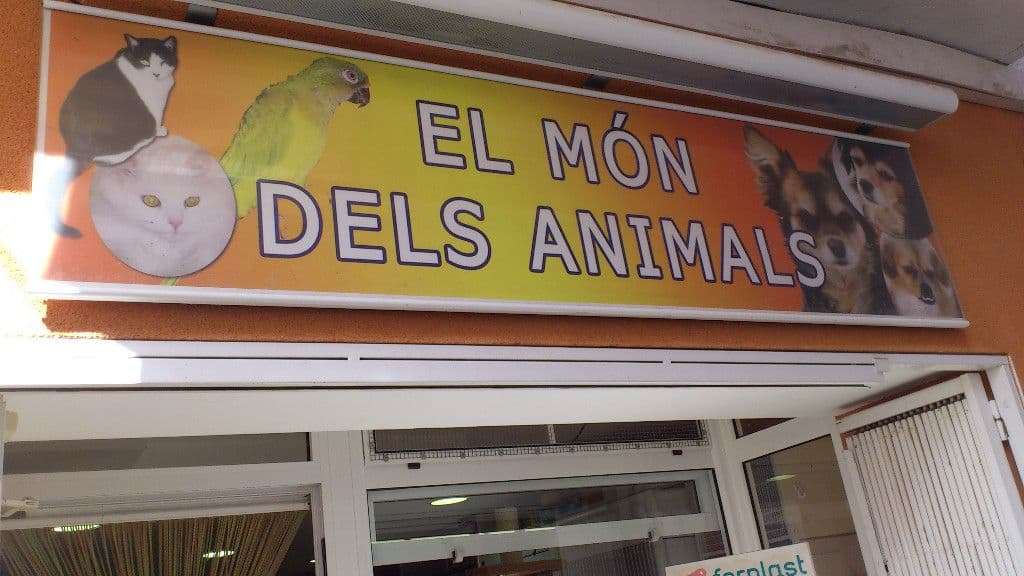 EL MÓN
DELS ANIMALS
ferplast